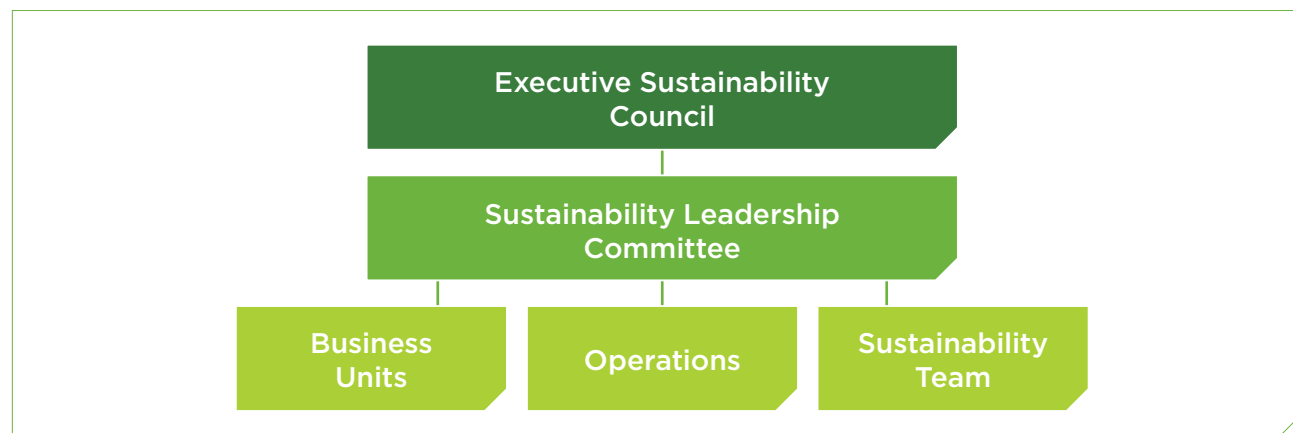 Executive Sustainability
Council
Sustainability Leadership
Committee
Business
Units
Operations
Sustainability
Team